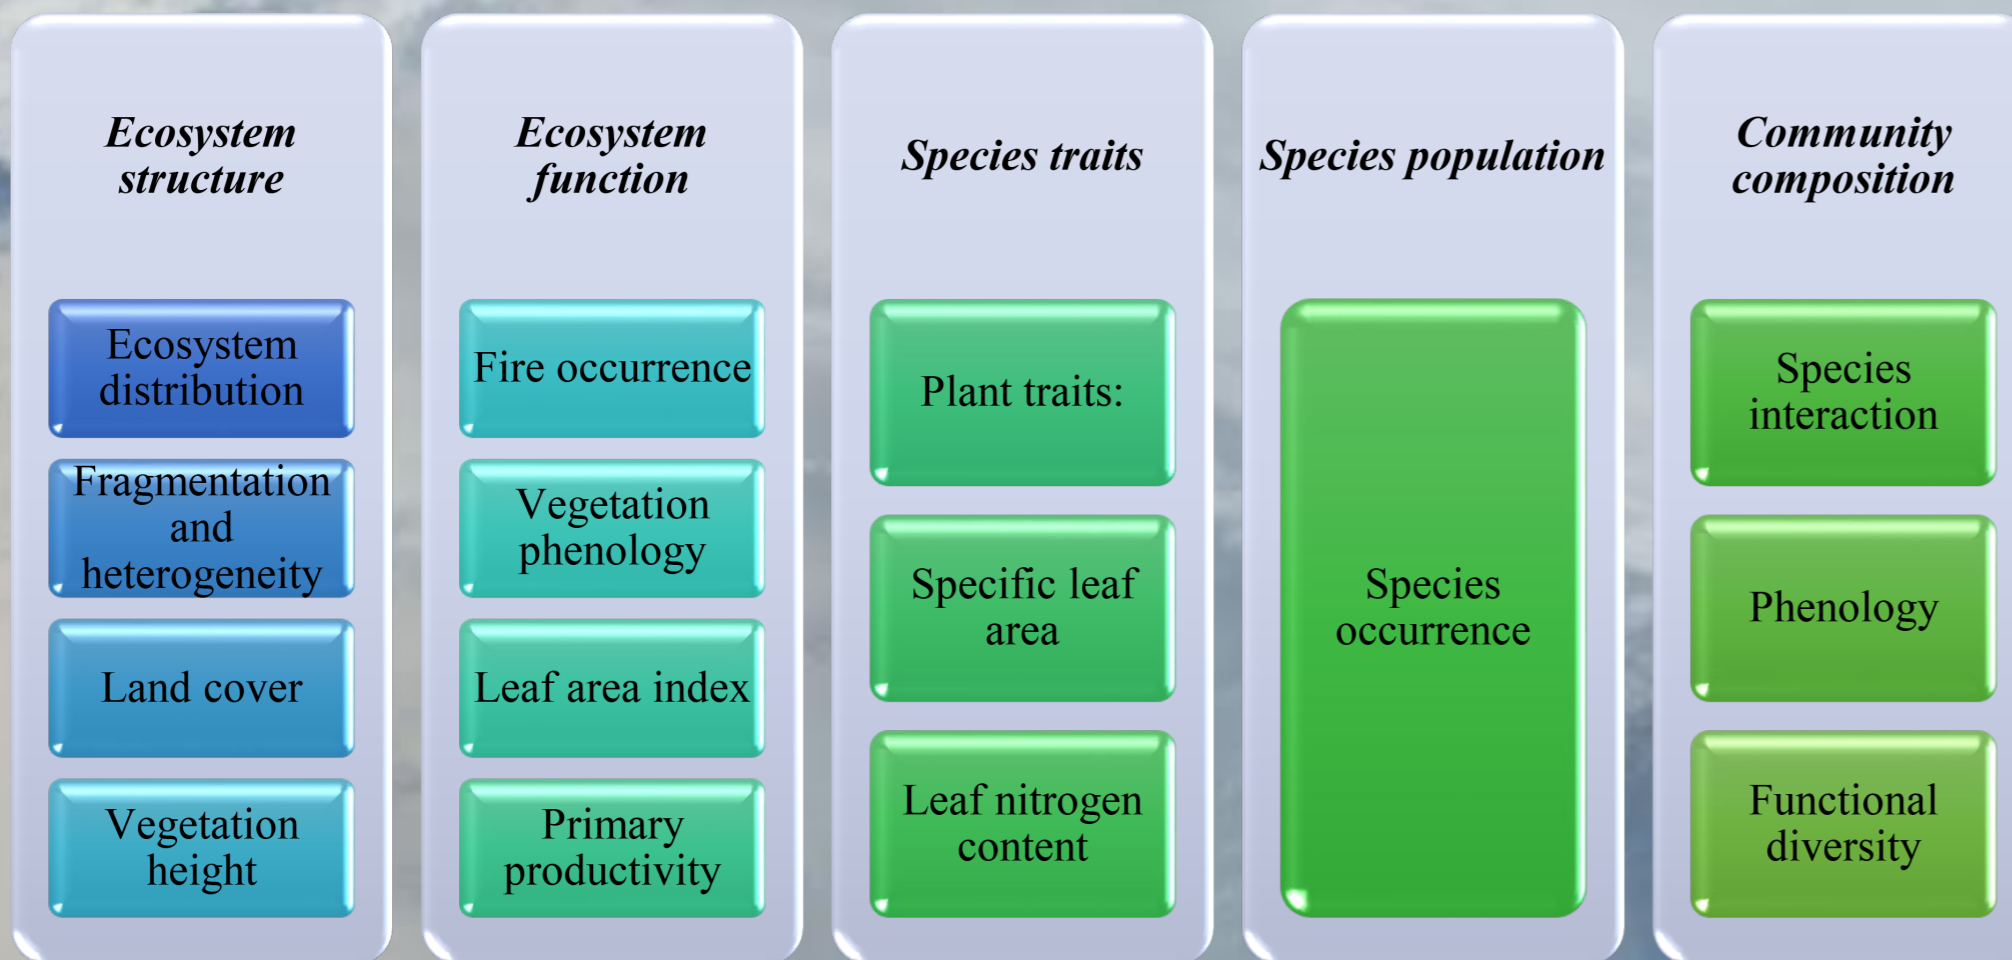 Ecosystem
structure
Ecosystem
distribution
Fragmentation
and
heterogeneity
Land cover
Vegetation
height
Ecosystem
function
Fire occurrence
Vegetation
phenology
Leaf area index
Primary
productivity
Species traits
Plant traits:
Specific leaf
area
Leaf nitrogen
content
Species population
Species
occurrence
Community
composition
Species
interaction
Phenology
Functional
diversity